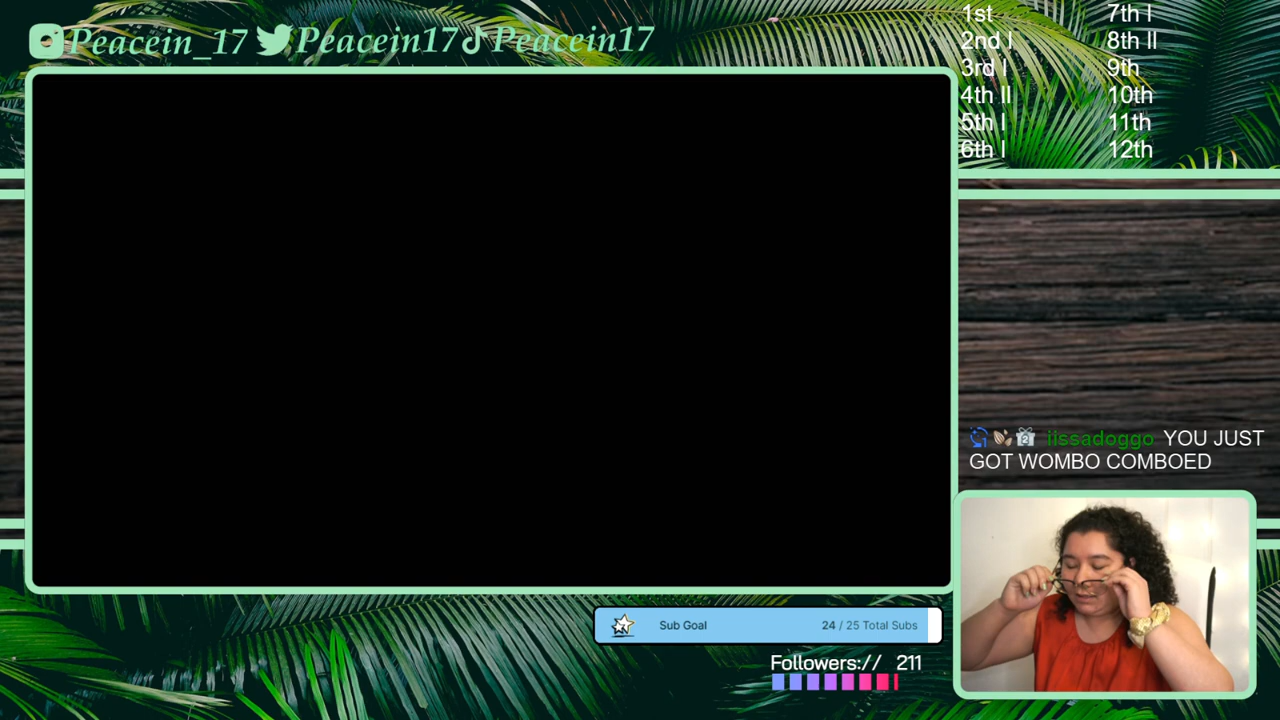 Peacein_17 Peacein17 Peacein17
1st
2nd I
3rd I
4th II
5th I
6th I
7th I
8th II
9th
10th
11th
12th
2 iissadoggo YOU JUST
GOT WOMBO COMBOED
Sub Goal 24 / 25 Total Subs
Followers:// 211